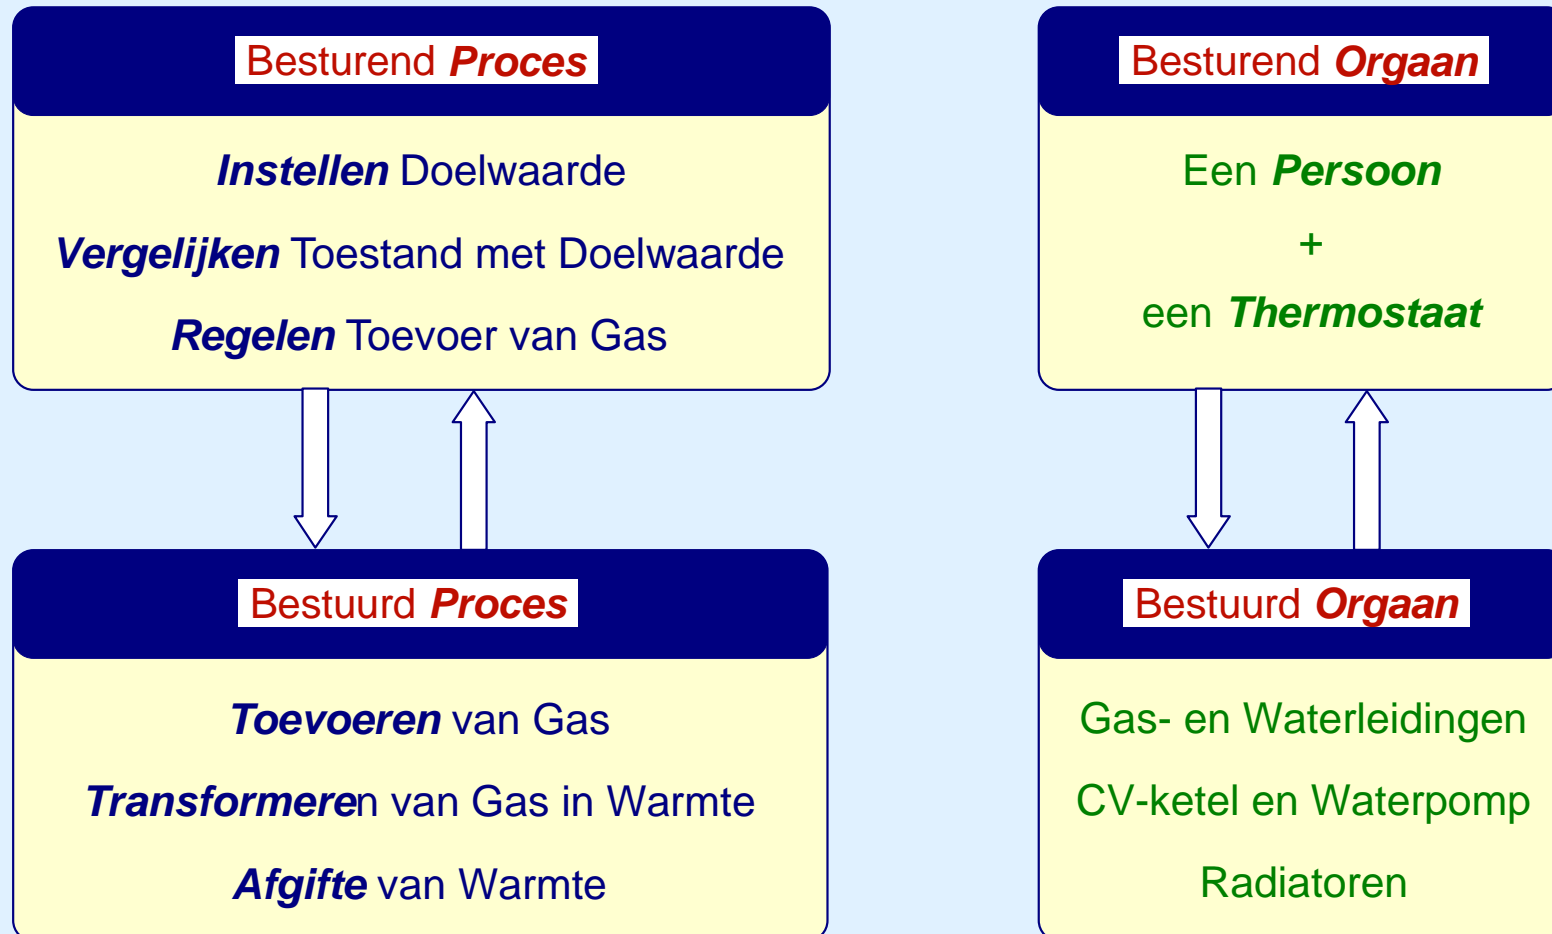 Besturend Proces
Instellen Doelwaarde
Vergelijken Toestand met Doelwaarde
Regelen Toevoer van Gas
Besturend Orgaan
Een Persoon
+
een Thermostaat
Bestuurd Proces
Toevoeren van Gas
Transformeren van Gas in Warmte
Afgifte van Warmte
Bestuurd Orgaan
Gas- en Waterleidingen
CV-ketel en Waterpomp
Radiatoren